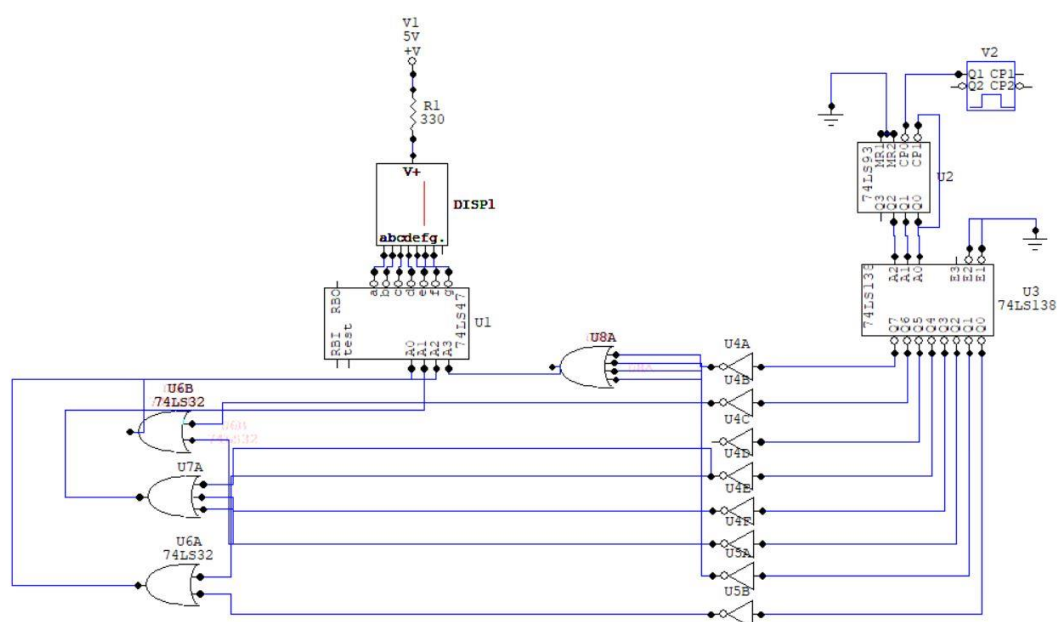 V1
5V
+V
R1
330
V+
DISP1
abcdefg.
V2
Q1 CP1
Q2 CP2
74LS93
MR1
MR2
CP0
CP1
Q3
Q2
Q1
Q0
U2
74LS138
A2
A1
A0
E3
E2
E1
Q7
Q6
Q5
Q4
Q3
Q2
Q1
Q0
U3
74LS138
RBO
a
b
c
d
e
f
g
74LS47
RBI
test
A0
A1
A2
A3
U1
U8A
U4A
U4B
U4C
U4D
U4E
U4F
U5A
U5B
U6B
74LS32
U6B
74LS32
U7A
U6A
74LS32